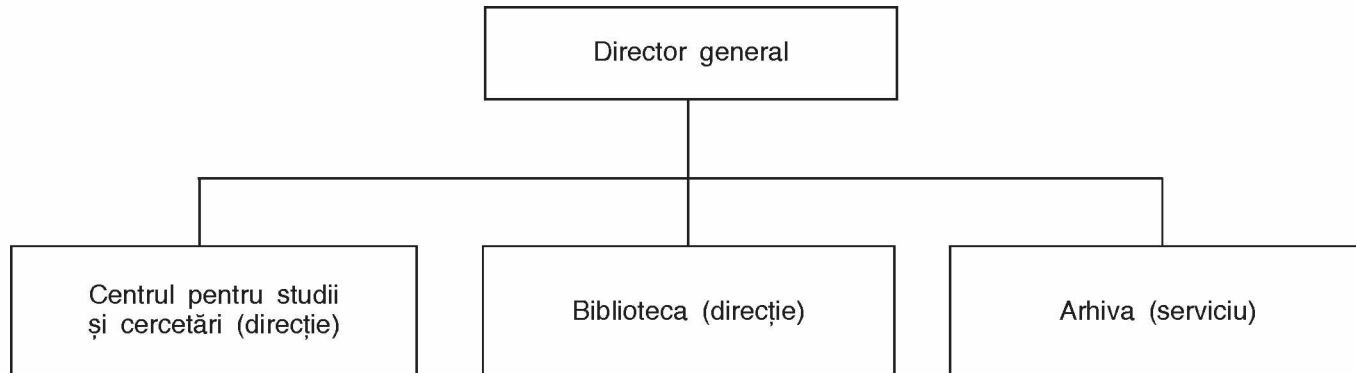 Director general
Centrul pentru studii
și cercetări (direcție)
Biblioteca (direcție)
Arhiva (serviciu)